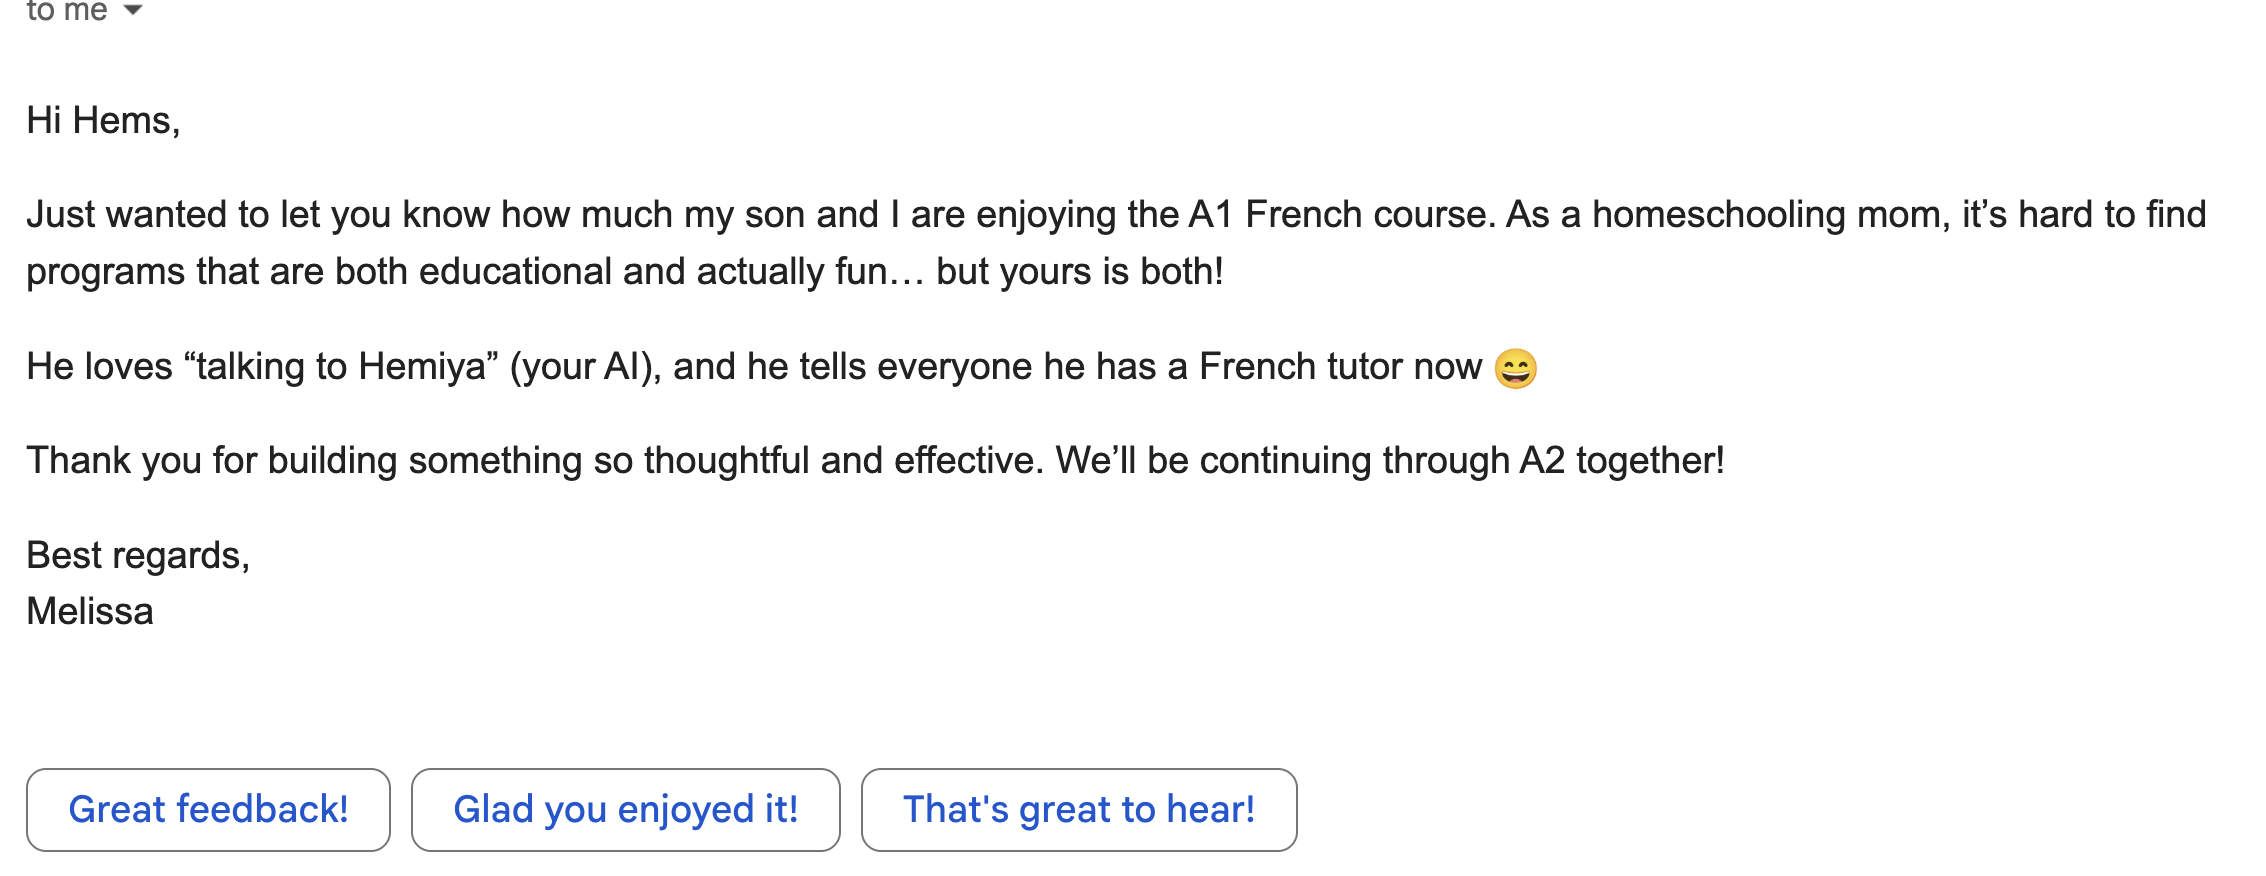 to me
Hi Hems,
Just wanted to let you know how much my son and I are enjoying the A1 French course. As a homeschooling mom, it’s hard to find
programs that are both educational and actually fun… but yours is both!
He loves “talking to Hemiya” (your AI), and he tells everyone he has a French tutor now 😄
Thank you for building something so thoughtful and effective. We’ll be continuing through A2 together!
Best regards,
Melissa
Great feedback!
Glad you enjoyed it!
That's great to hear!